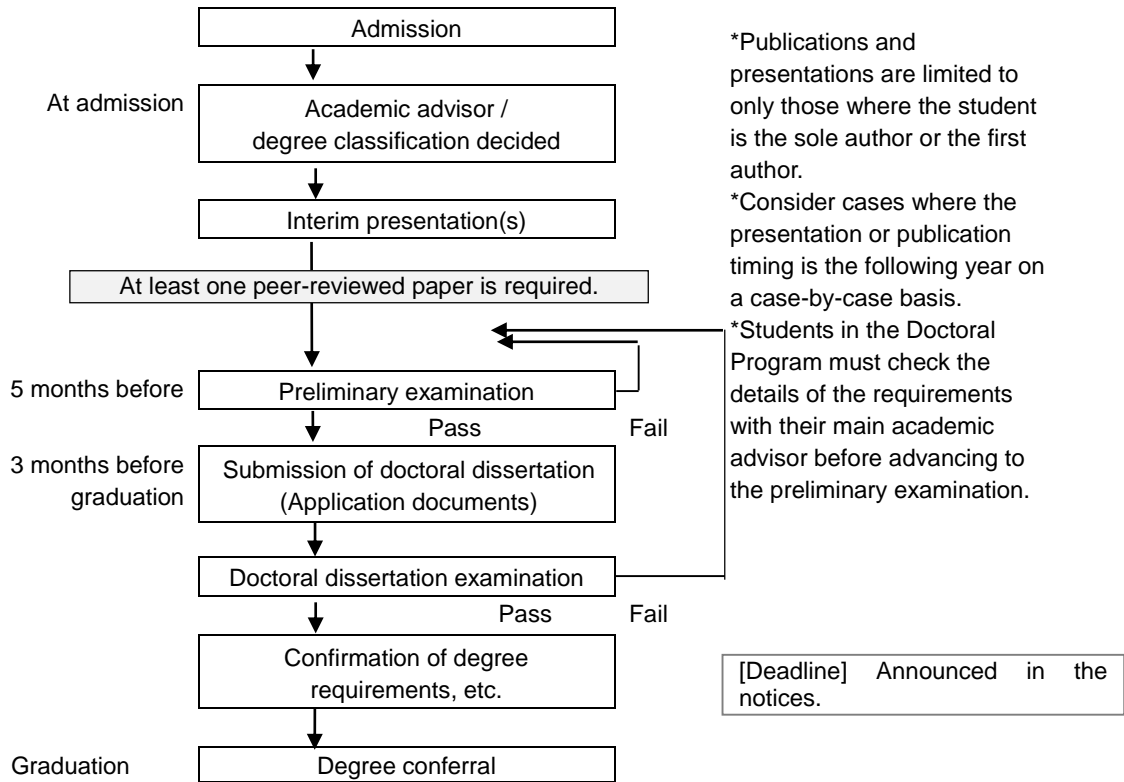 Admission
At admission
Academic advisor /
degree classification decided
Interim presentation(s)
At least one peer-reviewed paper is required.
5 months before
Preliminary examination
Pass
Fail
3 months before
graduation
Submission of doctoral dissertation
(Application documents)
Doctoral dissertation examination
Pass
Fail
Confirmation of degree
requirements, etc.
Graduation
Degree conferral
*Publications and
presentations are limited to
only those where the student
is the sole author or the first
author.
*Consider cases where the
presentation or publication
timing is the following year on
a case-by-case basis.
*Students in the Doctoral
Program must check the
details of the requirements
with their main academic
advisor before advancing to
the preliminary examination.
[Deadline] Announced in the
notices.